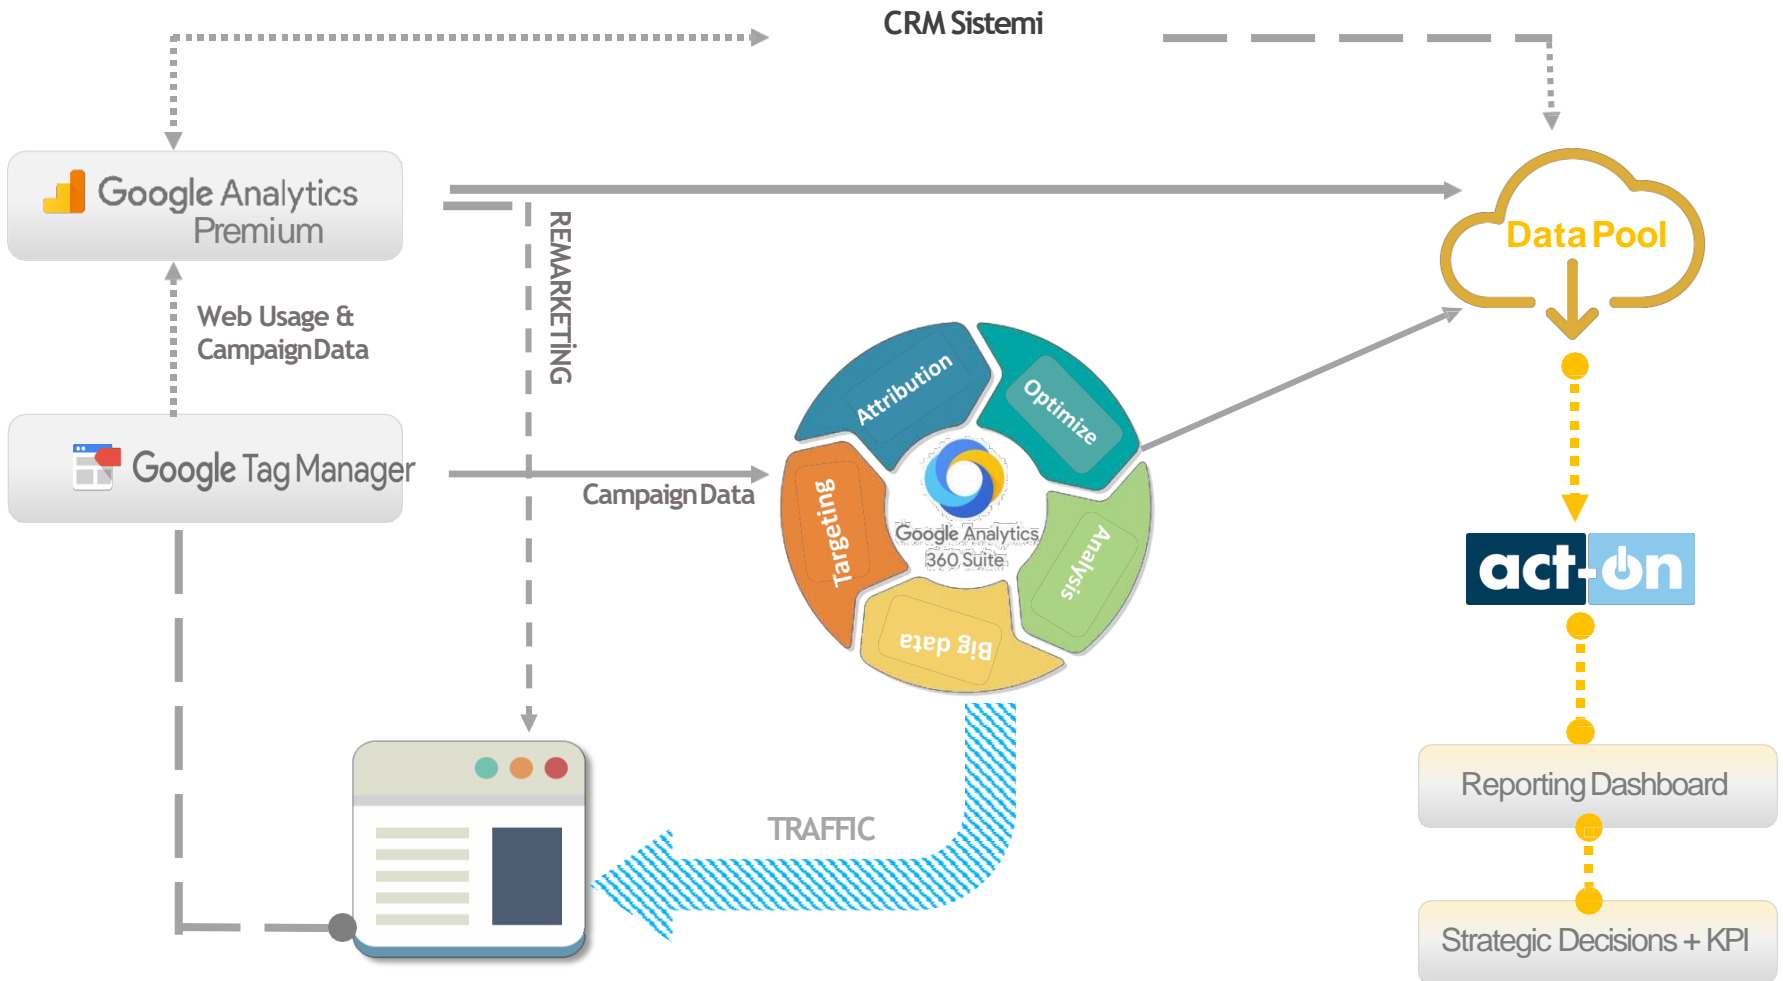 CRM Sistemi
Google Analytics
Premium
REMARKETİNG
Data Pool
Web Usage &
Campaign Data
Attribution
Optimize
Google Tag Manager
Campaign Data
Targeting
Google Analytics
360 Suite
Analysis
Big data
act-on
TRAFFIC
Reporting Dashboard
Strategic Decisions + KPI